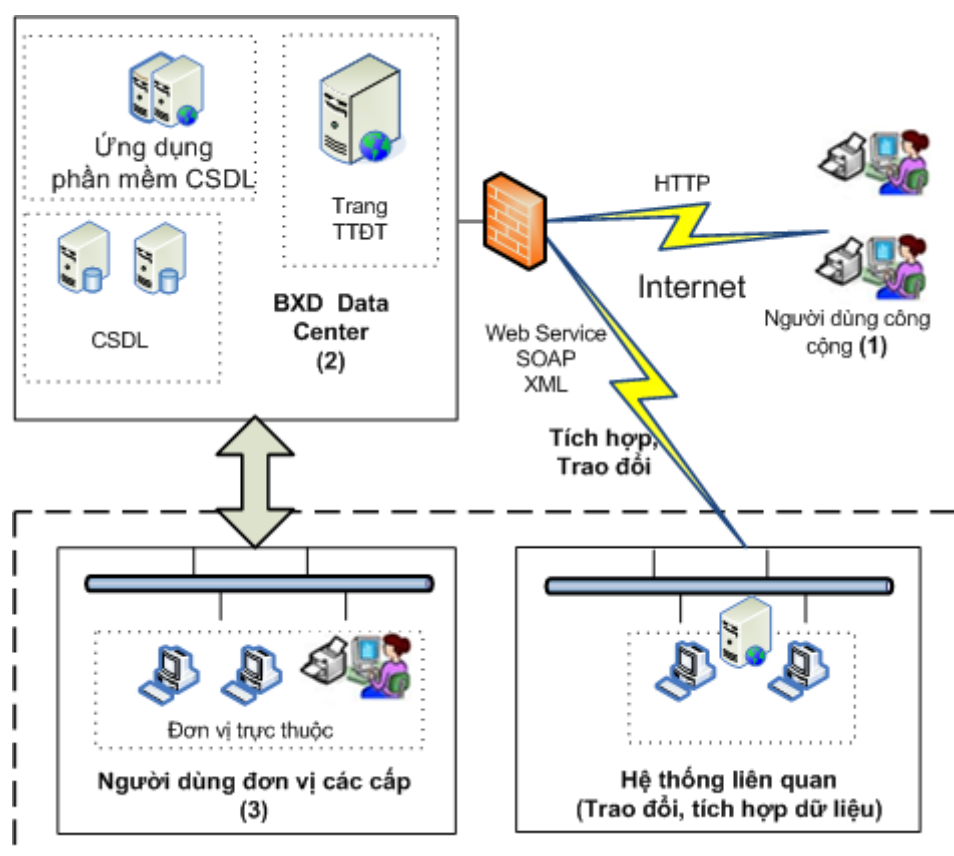 Ứng dụng
phần mềm CSDL
Trang
TTĐT
CSDL
BXD Data
Center
(2)
HTTP
Internet
Người dùng công
cộng (1)
Web Service
SOAP
XML
Tích hợp,
Trao đổi
Đơn vị trực thuộc
Người dùng đơn vị các cấp
(3)
Hệ thống liên quan
(Trao đổi, tích hợp dữ liệu)